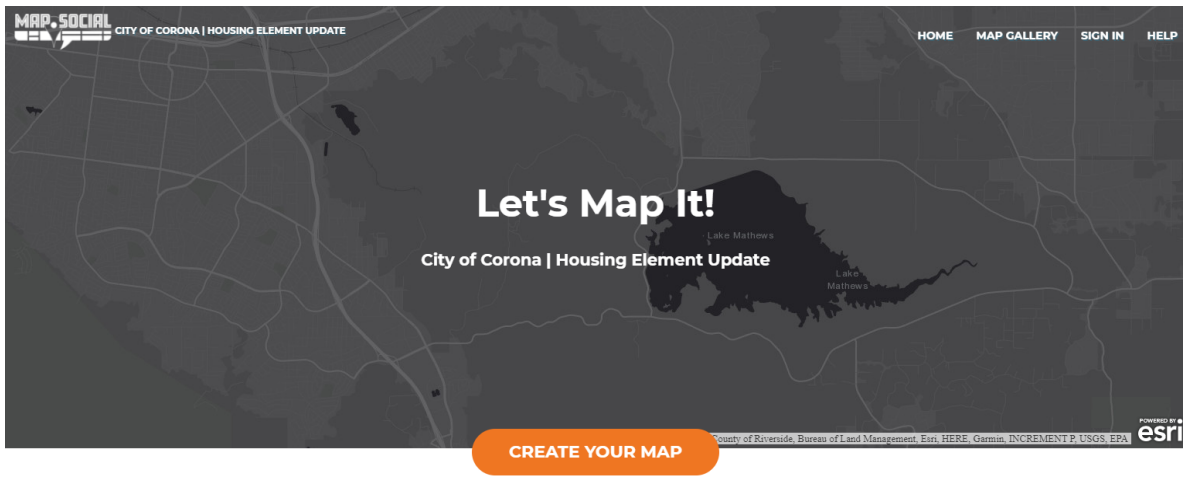 MAP.SOCIAL
CITY OF CORONA | HOUSING ELEMENT UPDATE
HOME MAP GALLERY SIGN IN HELP
Let's Map It!
Lake Mathews
City of Corona | Housing Element Update
Lake
Mathews
POWERED BY
esri
County of Riverside, Bureau of Land Management, Esri, HERE, Garmin, INCREMENT P, USGS, EPA
CREATE YOUR MAP